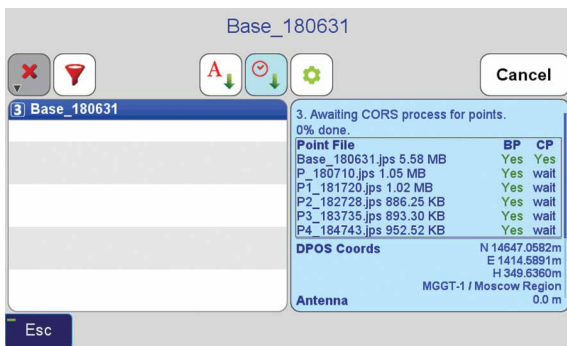 Base_180631
A
Cancel
3 Base_180631
3. Awaiting CORS process for points.
0% done.
Point File BP CP
Base_180631.jps 5.58 MB Yes Yes
P_180710.jps 1.05 MB Yes wait
P1_181720.jps 1.02 MB Yes wait
P2_182728.jps 886.25 KB Yes wait
P3_183735.jps 893.30 KB Yes wait
P4_184743.jps 952.52 KB Yes wait
DPOS Coords N 14647.0582m
E 1414.5891m
H 349.6360m
MGGT-1 / Moscow Region
Antenna 0.0 m
Esc